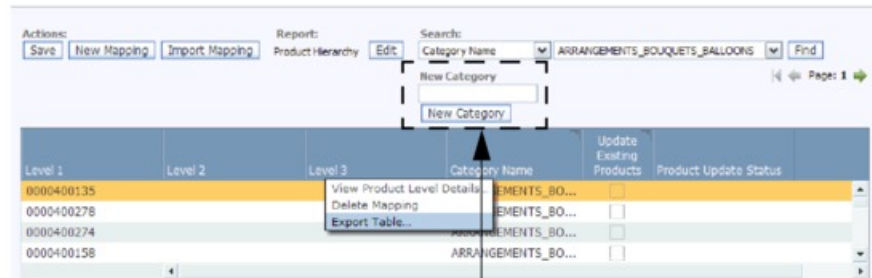 Actions: Report: Search:
Save New Mapping Import Mapping Product Hierarchy Edit Category Name ARRANGEMENTS_BOUQUETS_BALLOONS Find
New Category Page: 1
New Category
Level 1 Level 2 Level 3 Category Name Update Existing Products Product Update Status
0000400135 EMENTS_BO...
View Product Level Details...
0000400278 EMENTS_BO...
Delete Mapping
0000400274 ARRANGEMENTS_BO...
Export Table...
0000400158 ARRANGEMENTS_BO...